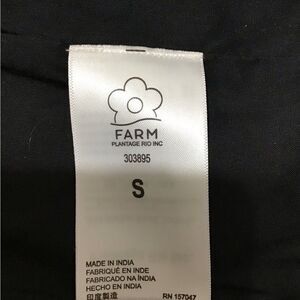 FARM
PLANTAGE RIO INC
303895
S
MADE IN INDIA
FABRIQUÉ EN INDE
FABRICADO NA ÍNDIA
HECHO EN INDIA
印度製造 RN 157047